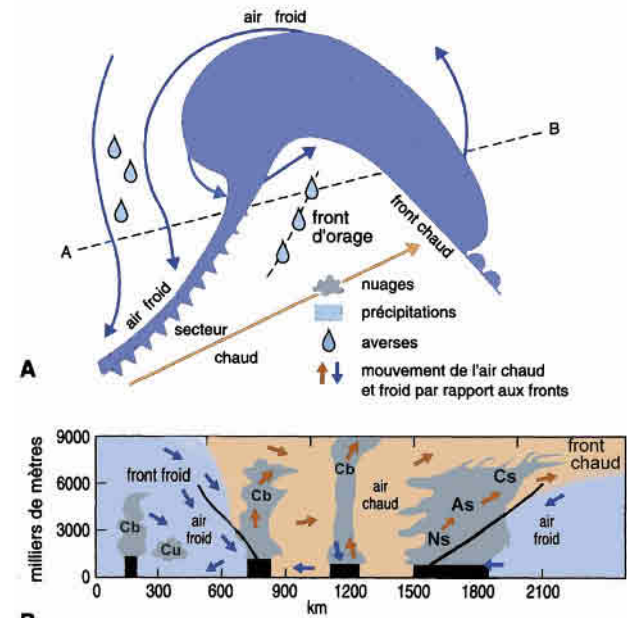 air froid
B
A
front
d'orage
front chaud
air froid
secteur
chaud
nuages
précipitations
averses
mouvement de l'air chaud
et froid par rapport aux fronts
A
milliers de mètres
9000
6000
3000
0
front froid
air
froid
Cb
Cu
Cb
Cb
air
chaud
Cs
As
Ns
front
chaud
air
froid
0 300 600 900 1200 1500 1800 2100
km